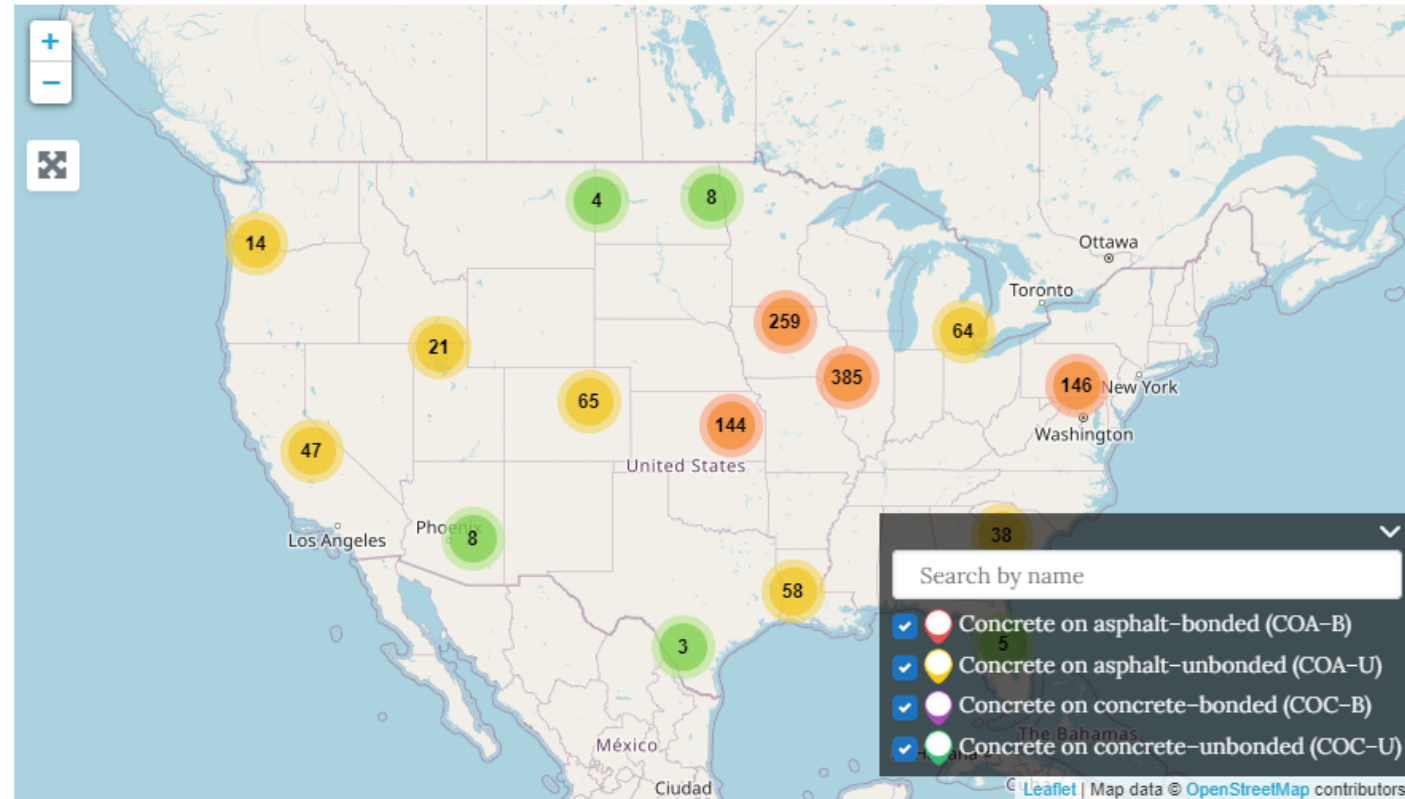 +
−
4
8
14
Ottawa
Toronto
259
64
21
385
146
New York
65
144
Washington
47
United States
Phoenix
8
Los Angeles
38
Search by name
58
Concrete on asphalt-bonded (COA-B)
5
3
Concrete on asphalt-unbonded (COA-U)
Concrete on concrete-bonded (COC-B)
The Bahamas
México
Concrete on concrete-unbonded (COC-U)
Ciudad
Leaflet | Map data © OpenStreetMap contributors